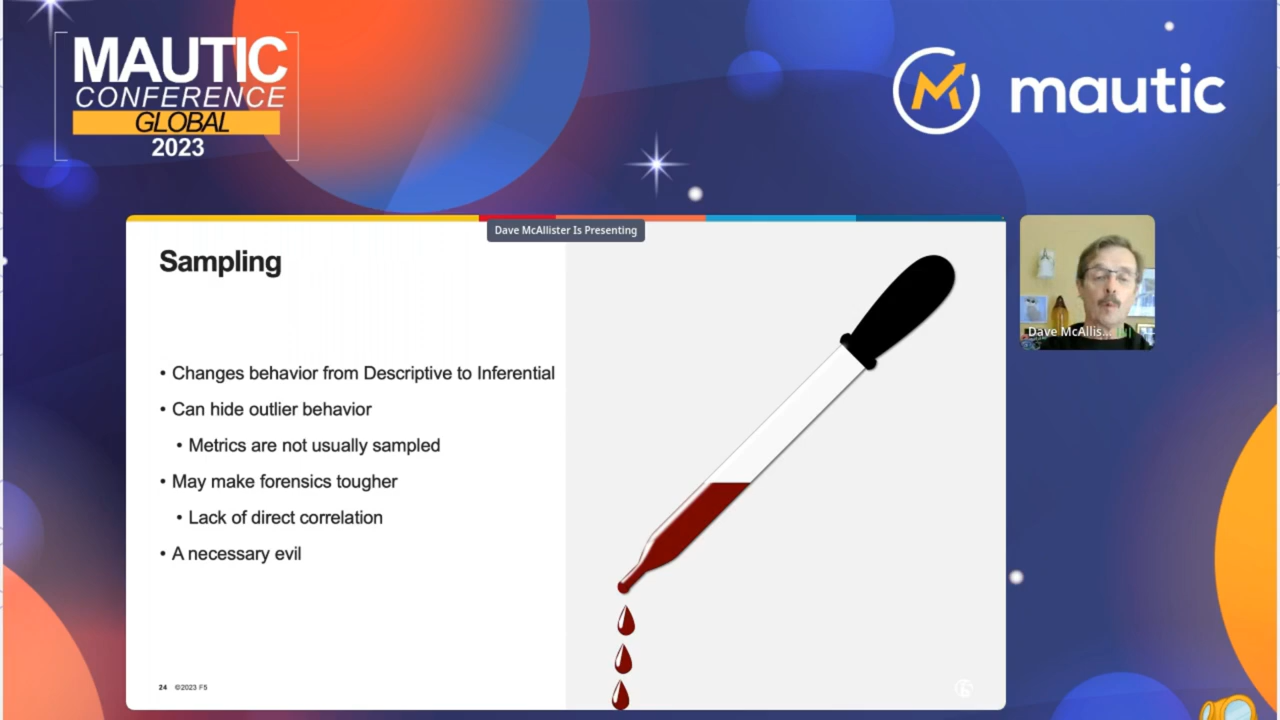 MAUTIC
CONFERENCE
GLOBAL
2023
mautic
Dave McAllister Is Presenting
Sampling
• Changes behavior from Descriptive to Inferential
• Can hide outlier behavior
• Metrics are not usually sampled
• May make forensics tougher
• Lack of direct correlation
• A necessary evil
Dave McAllis...
24 ©2023 F5